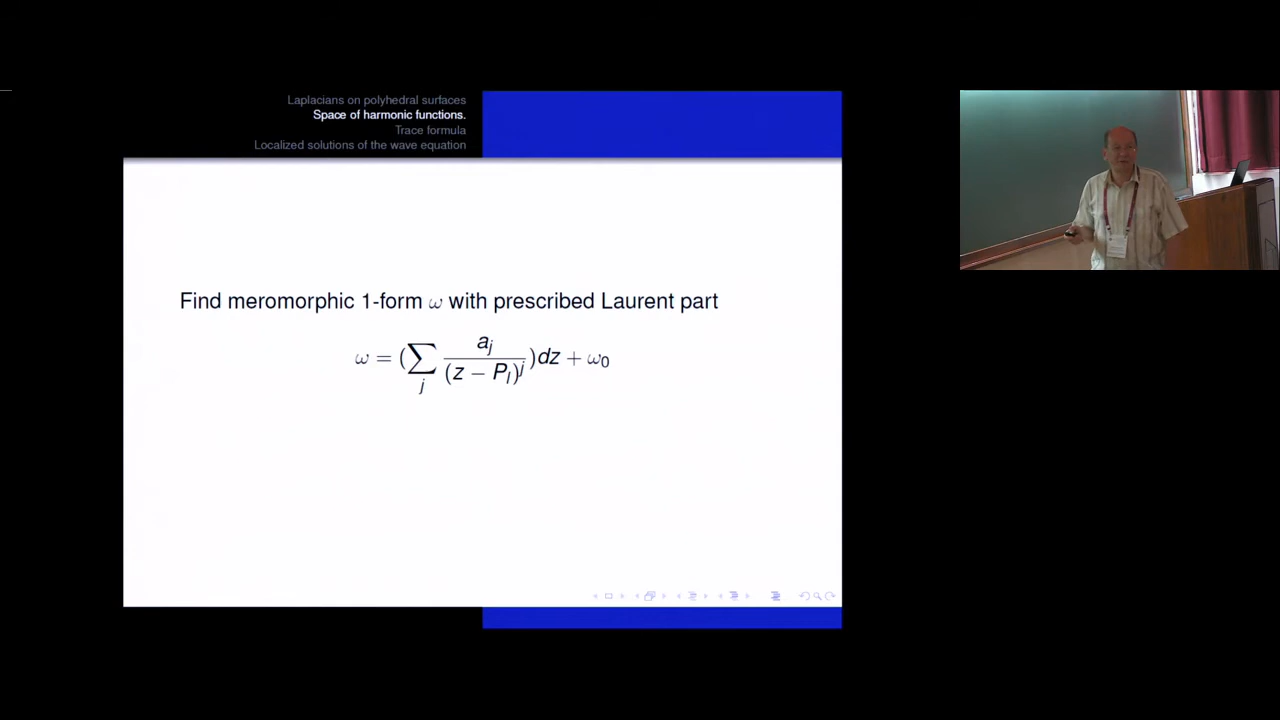 Laplacians on polyhedral surfaces
Space of harmonic functions.
Trace formula
Localized solutions of the wave equation
Find meromorphic 1-form ω with prescribed Laurent part
ω = (∑_j a_j/(z − P_l)^j)dz + ω_0